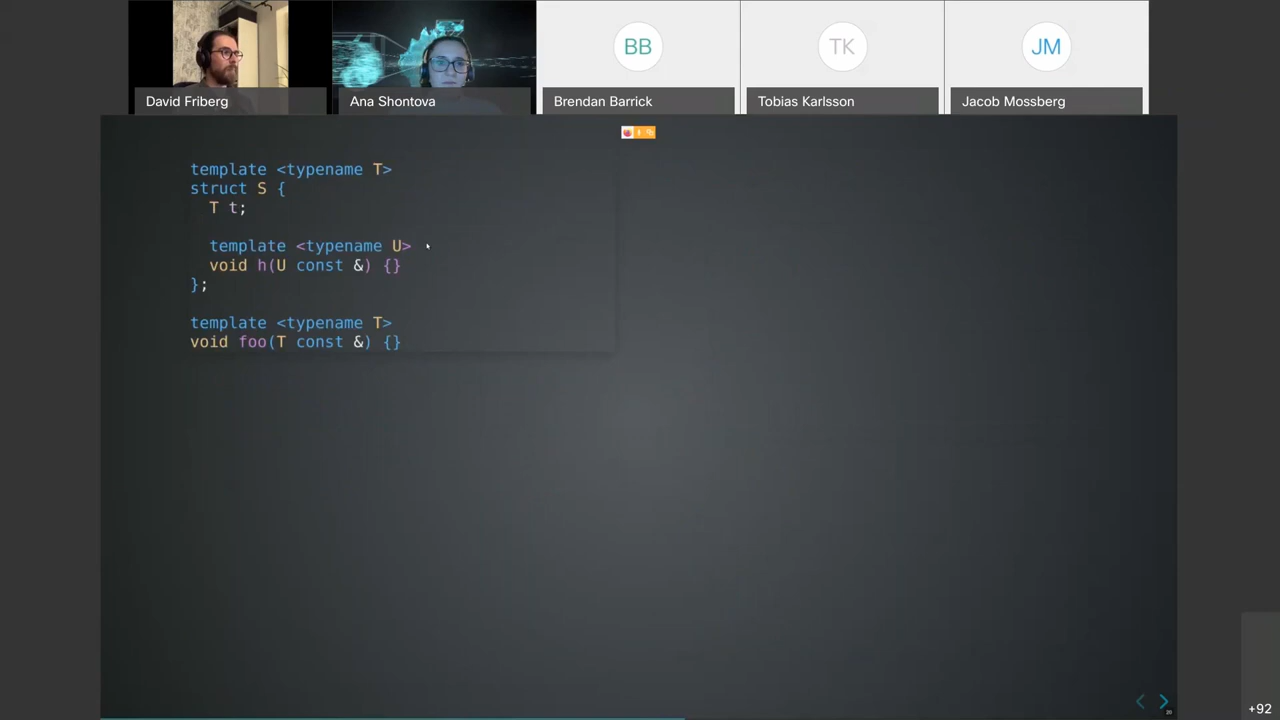 David Friberg
Ana Shontova
BB
Brendan Barrick
TK
Tobias Karlsson
JM
Jacob Mossberg
template <typename T>
struct S {
  T t;
  template <typename U>
  void h(U const &) {}
};
template <typename T>
void foo(T const &) {}
20
+92